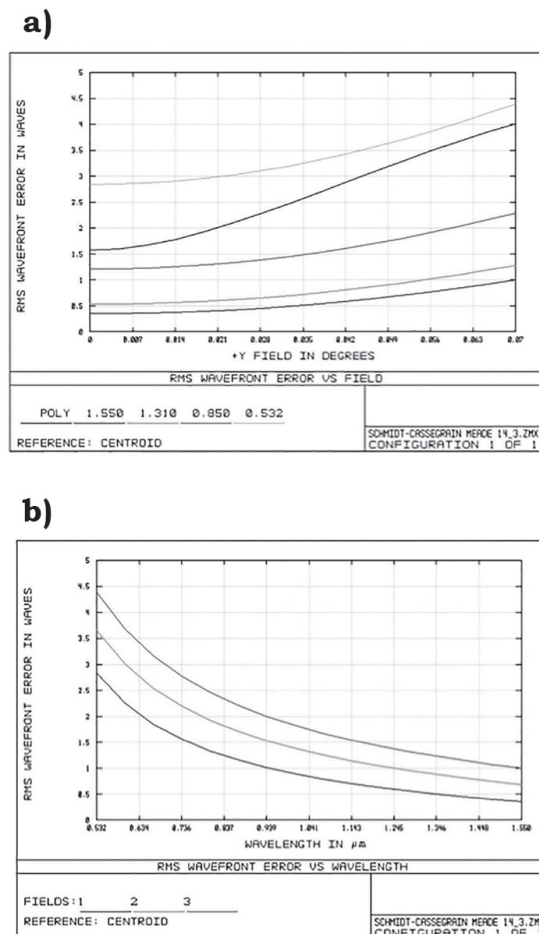 a)
RMS WAVEFRONT ERROR IN WAVES
5
4.5
4
3.5
3
2.5
2
1.5
1
0.5
0
0 0.007 0.014 0.021 0.028 0.035 0.042 0.049 0.056 0.063 0.07
+Y FIELD IN DEGREES
RMS WAVEFRONT ERROR VS FIELD
POLY 1.550 1.310 0.850 0.532
REFERENCE: CENTROID
SCHMIDT-CASSEGRAIN MEADE 14_3.ZMX
CONFIGURATION 1 OF 1
b)
RMS WAVEFRONT ERROR IN WAVES
5
4.5
4
3.5
3
2.5
2
1.5
1
0.5
0
0.532 0.634 0.736 0.837 0.939 1.041 1.143 1.245 1.346 1.448 1.550
WAVELENGTH IN µm
RMS WAVEFRONT ERROR VS WAVELENGTH
FIELDS:1 2 3
REFERENCE: CENTROID
SCHMIDT-CASSEGRAIN MEADE 14_3.ZM
CONFIGURATION 1 OF